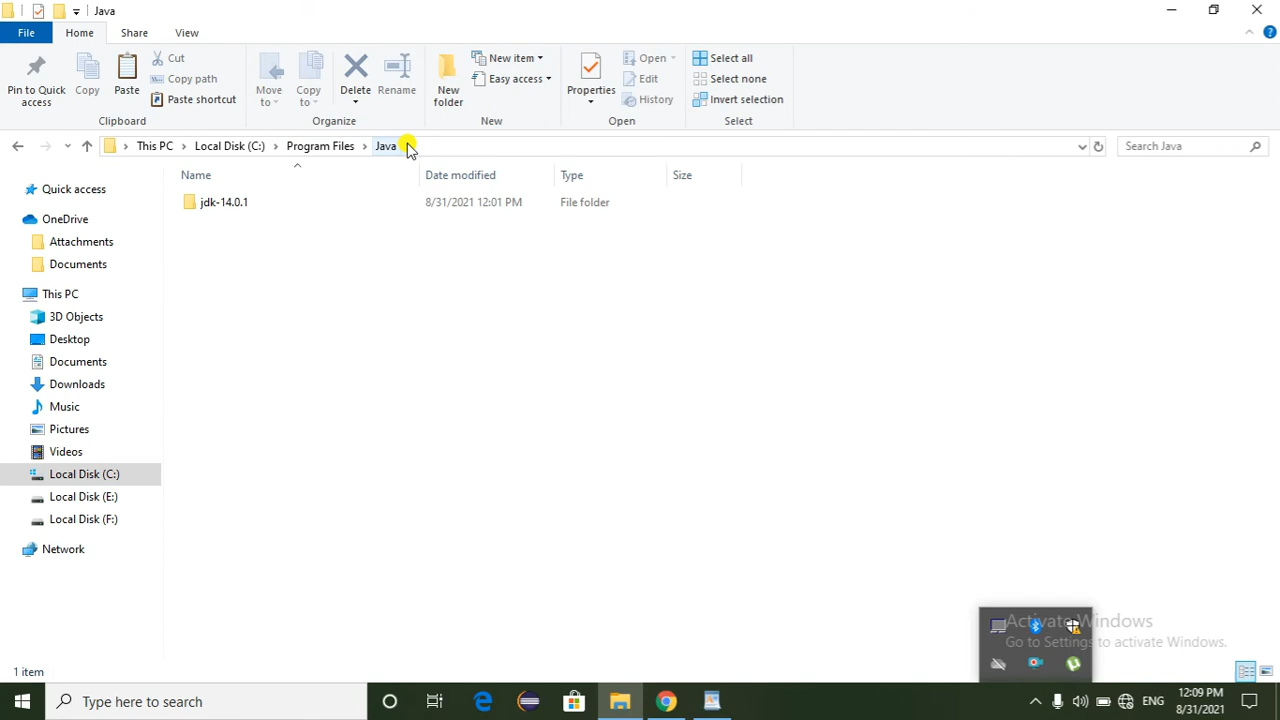 Java
File Home Share View
Pin to Quick access
Copy
Paste
Cut
Copy path
Paste shortcut
Clipboard
Move to
Copy to
Delete
Rename
Organize
New folder
New item
Easy access
New
Properties
Open
Edit
History
Open
Select all
Select none
Invert selection
Select
This PC Local Disk (C:) Program Files Java
Search Java
Name Date modified Type Size
jdk-14.0.1 8/31/2021 12:01 PM File folder
Quick access
OneDrive
Attachments
Documents
This PC
3D Objects
Desktop
Documents
Downloads
Music
Pictures
Videos
Local Disk (C:)
Local Disk (E:)
Local Disk (F:)
Network
Activate Windows
Go to Settings to activate Windows.
1 item
Type here to search
ENG
12:09 PM
8/31/2021